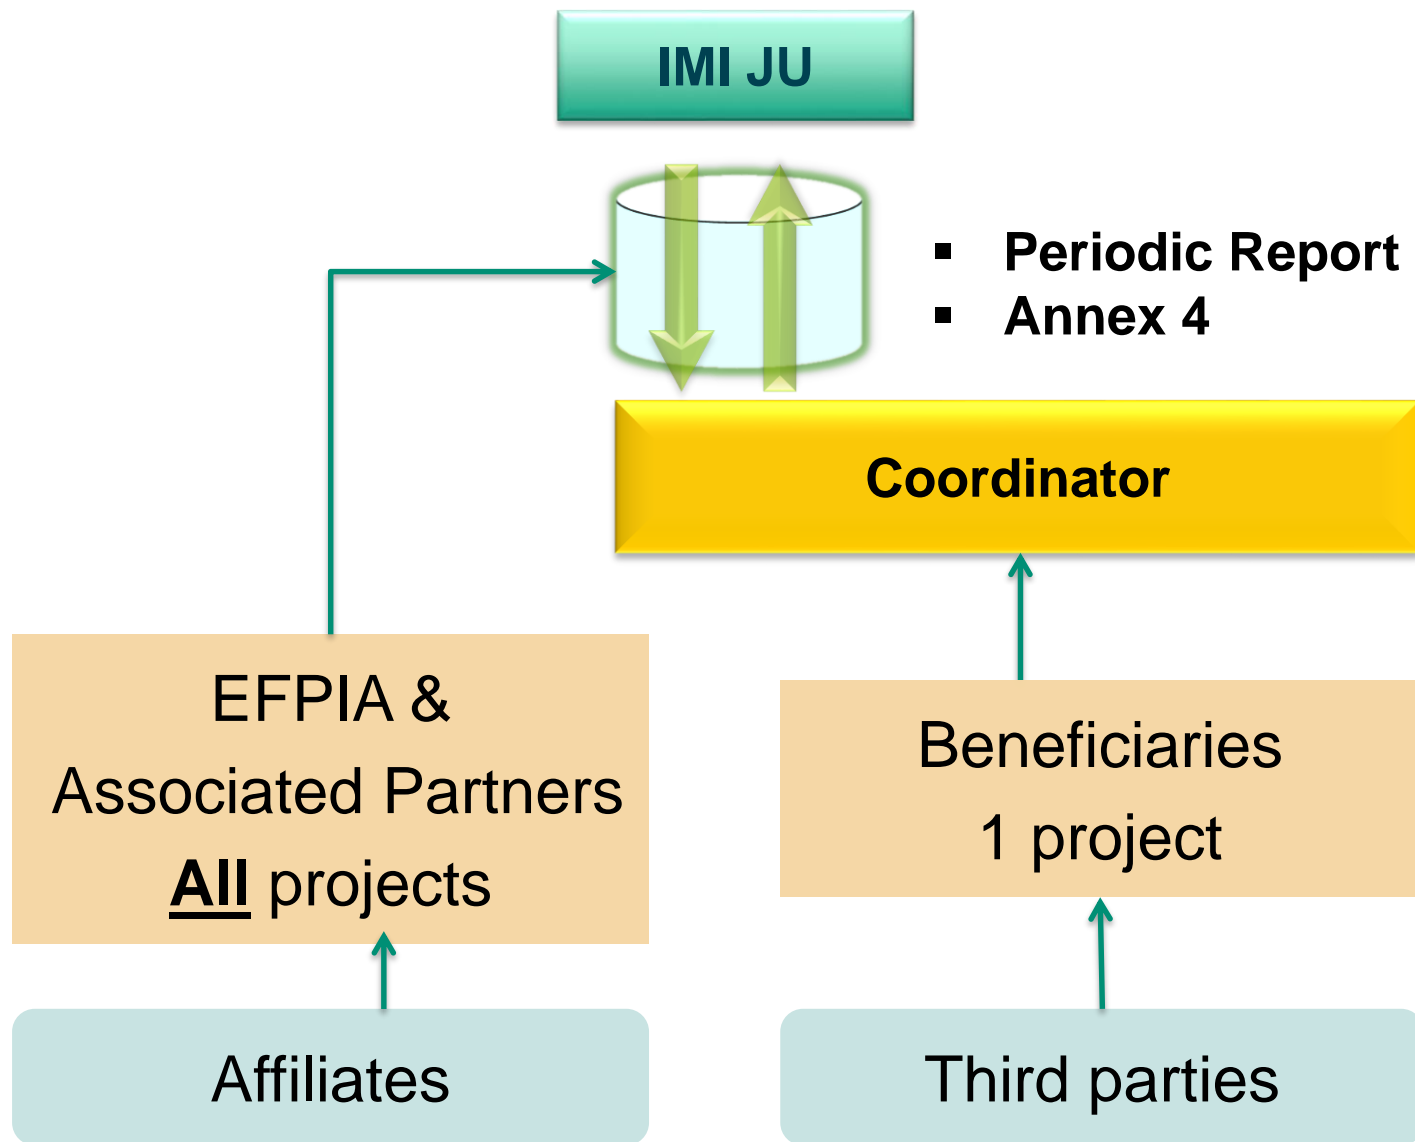 IMI JU
▪ Periodic Report
▪ Annex 4
Coordinator
EFPIA &
Associated Partners
All projects
Beneficiaries
1 project
Affiliates
Third parties